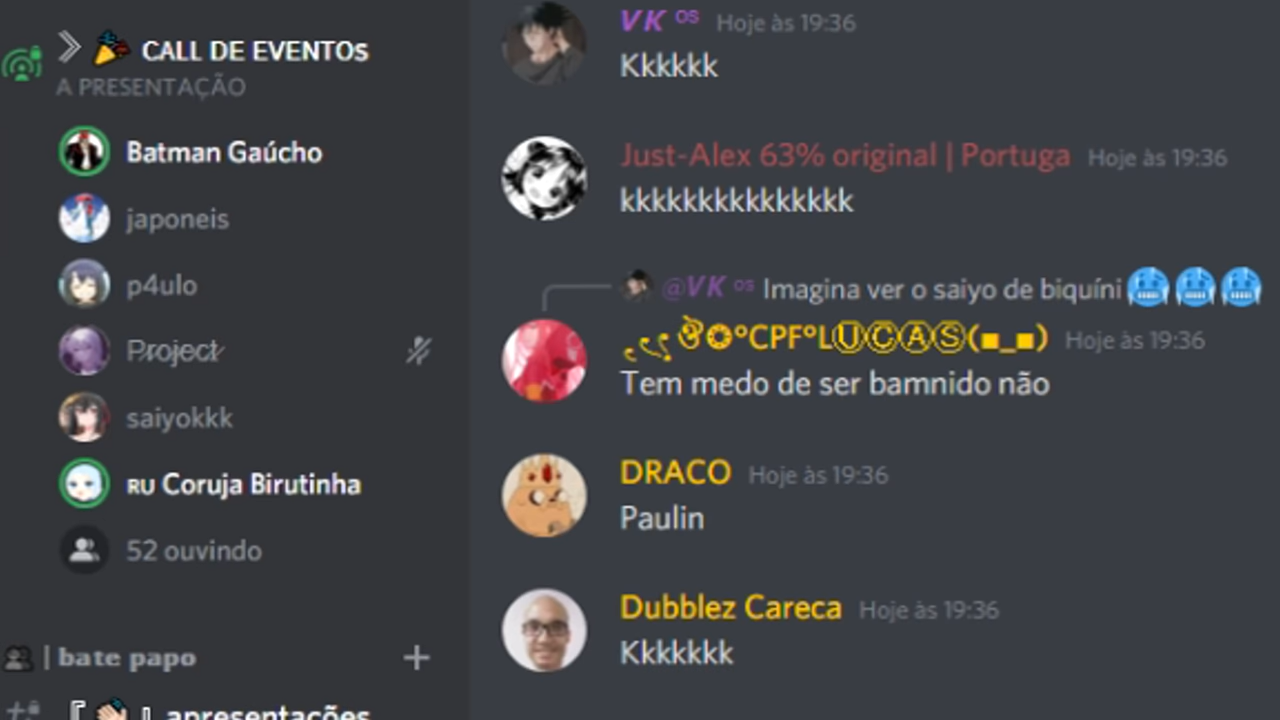 CALL DE EVENTOs
A PRESENTAÇÃO
Batman Gaúcho
japoneis
p4ulo
Project
saiyokkk
RU Coruja Birutinha
52 ouvindo
| bate papo
apresentações
VK OS Hoje às 19:36
Kkkkkk
Just-Alex 63% original | Portuga Hoje às 19:36
kkkkkkkkkkkkkkk
@VK OS Imagina ver o saiyo de biquíni 🥶🥶🥶
°CPF°LⓊⒸⒶⓈ(■_■) Hoje às 19:36
Tem medo de ser bamnido não
DRACO Hoje às 19:36
Paulin
Dubblez Careca Hoje às 19:36
Kkkkkkk